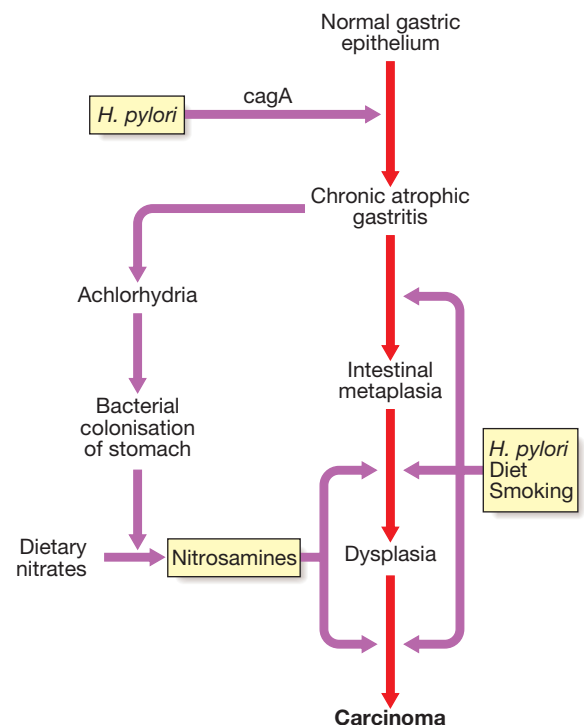 Normal gastric
epithelium
cagA
H. pylori
Chronic atrophic
gastritis
Achlorhydria
Intestinal
metaplasia
Bacterial
colonisation
of stomach
H. pylori
Diet
Smoking
Dietary
nitrates
Nitrosamines
Dysplasia
Carcinoma